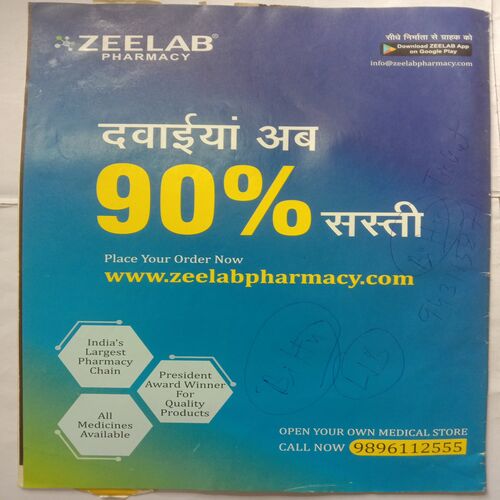 ZEELAB®
PHARMACY
सीधे निर्माता से ग्राहक को
Download ZEELAB App
on Google Play
info@zeelabpharmacy.com
दवाईयां अब
90% सस्ती
Place Your Order Now
www.zeelabpharmacy.com
India's
Largest
Pharmacy
Chain
President
Award Winner
For
Quality
Products
All
Medicines
Available
OPEN YOUR OWN MEDICAL STORE
CALL NOW 9896112555